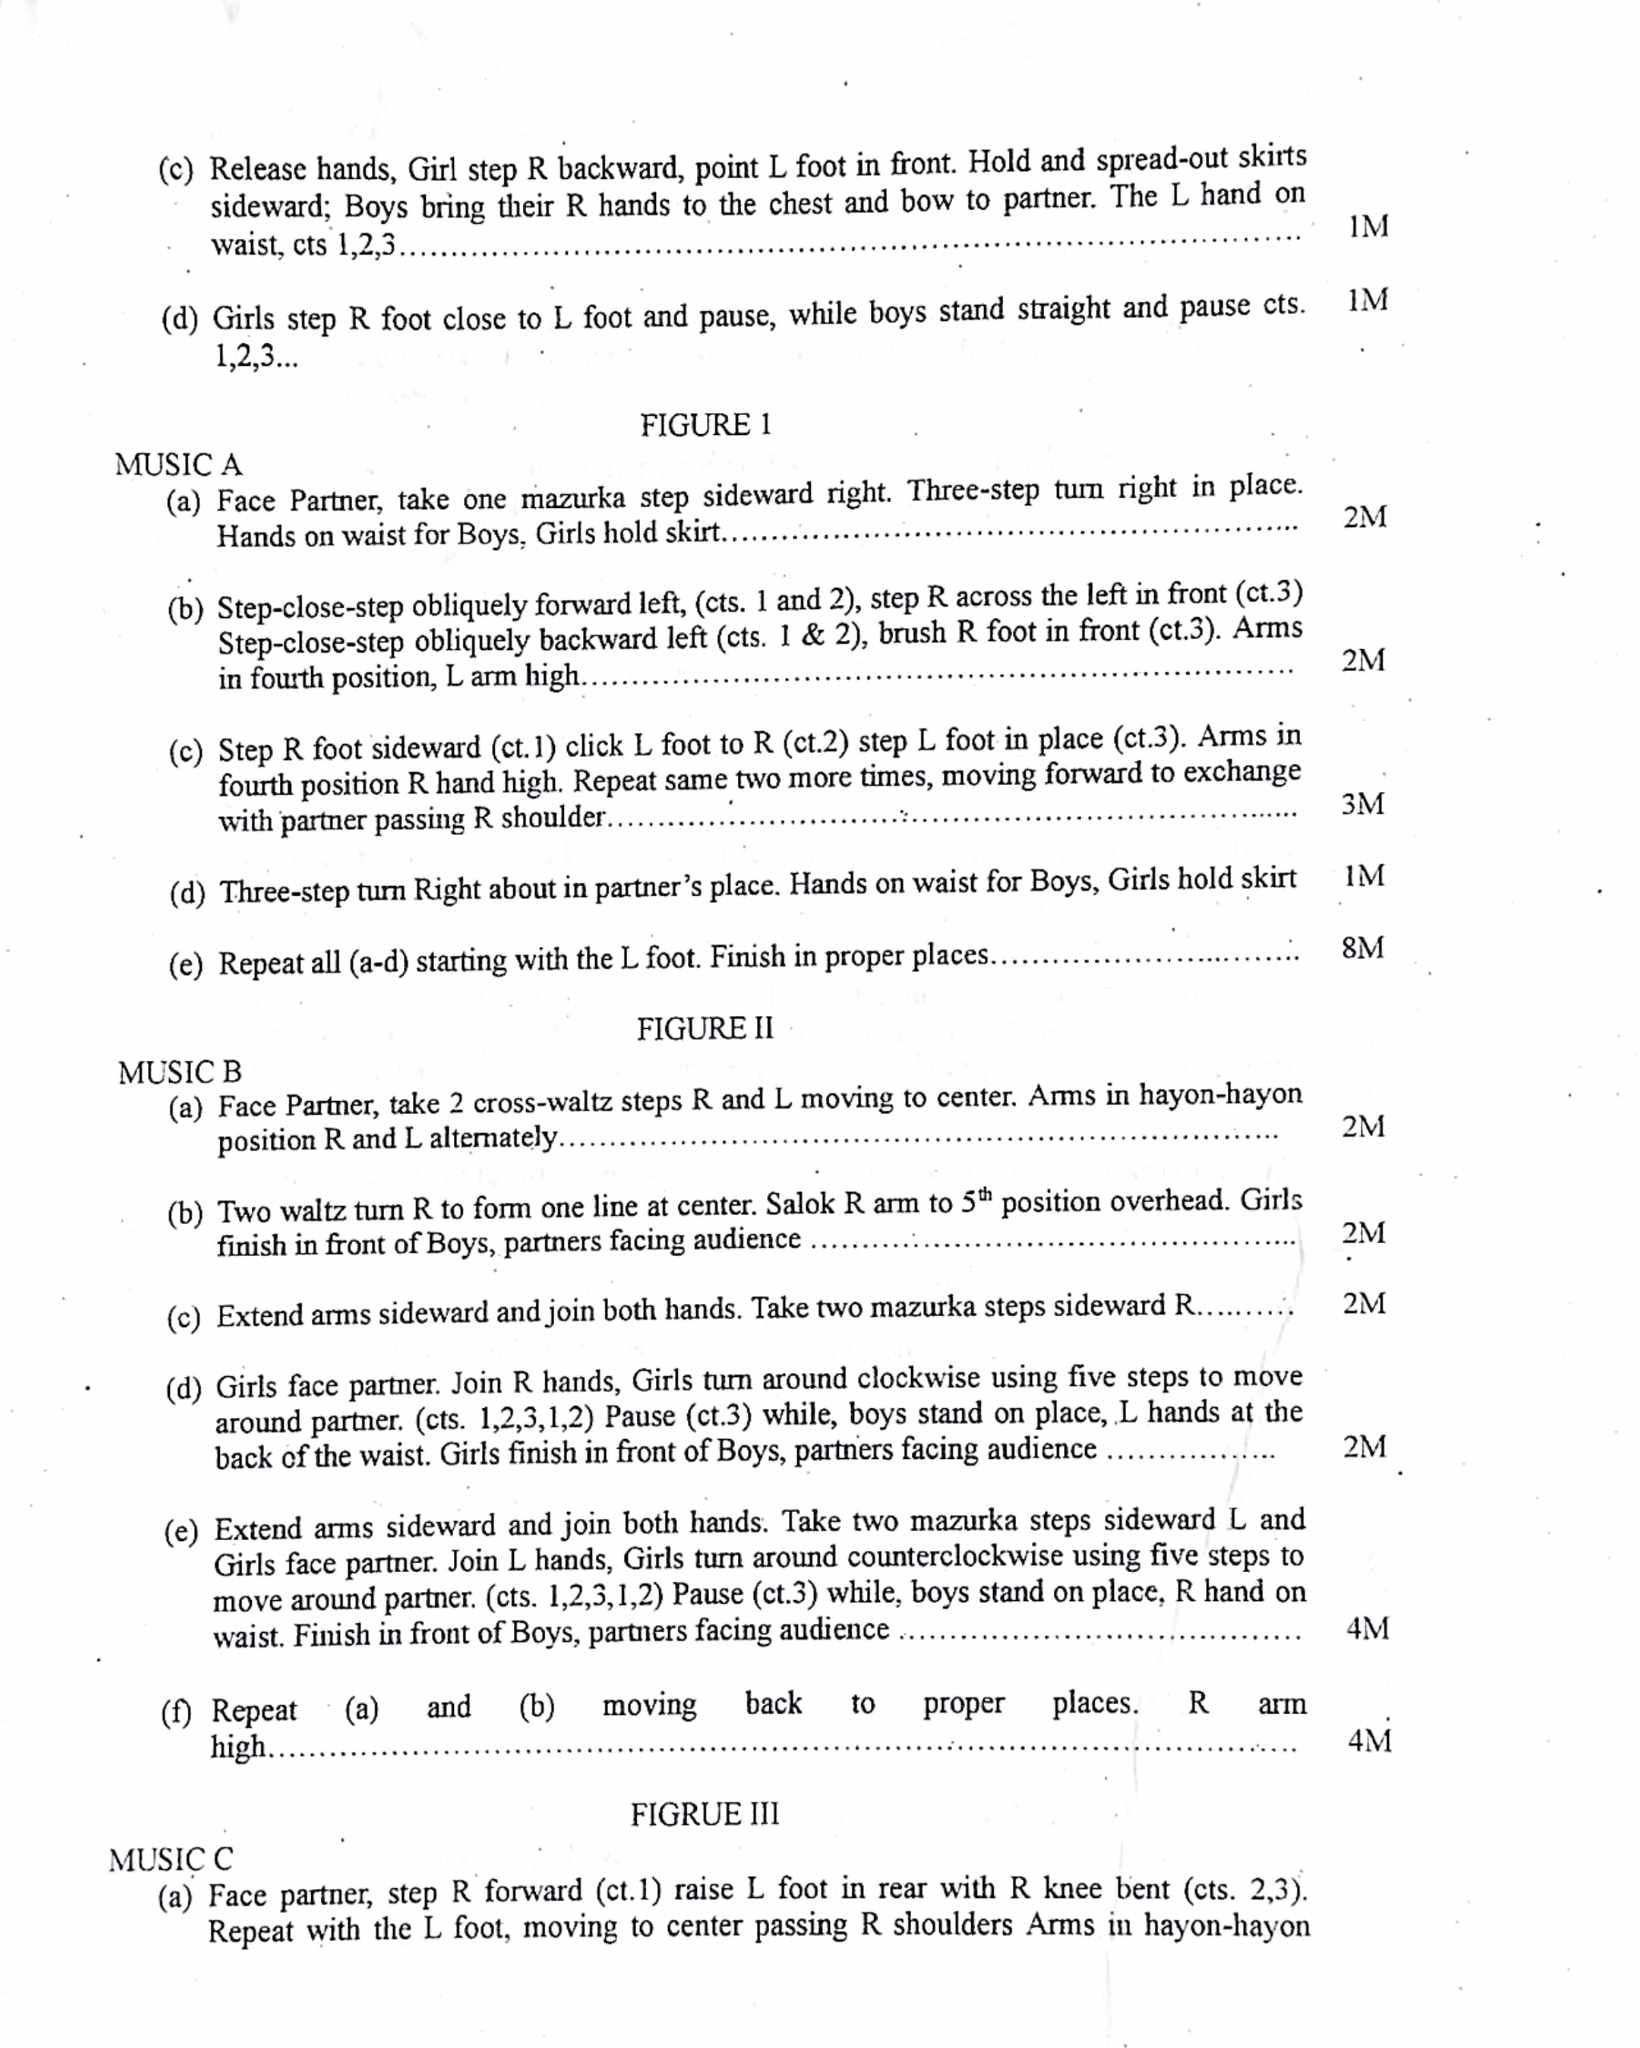 (c) Release hands, Girl step R backward, point L foot in front. Hold and spread-out skirts
sideward; Boys bring their R hands to the chest and bow to partner. The L hand on
waist, cts 1,2,3.......................................................................................... 1M
(d) Girls step R foot close to L foot and pause, while boys stand straight and pause cts. 1M
1,2,3...
FIGURE 1
MUSIC A
(a) Face Partner, take one mazurka step sideward right. Three-step turn right in place.
Hands on waist for Boys, Girls hold skirt.......................................................... 2M
(b) Step-close-step obliquely forward left, (cts. 1 and 2), step R across the left in front (ct.3)
Step-close-step obliquely backward left (cts. 1 & 2), brush R foot in front (ct.3). Arms
in fourth position, L arm high........................................................................ 2M
(c) Step R foot sideward (ct.1) click L foot to R (ct.2) step L foot in place (ct.3). Arms in
fourth position R hand high. Repeat same two more times, moving forward to exchange
with partner passing R shoulder..................................................................... 3M
(d) Three-step turn Right about in partner's place. Hands on waist for Boys, Girls hold skirt 1M
(e) Repeat all (a-d) starting with the L foot. Finish in proper places............................... 8M
FIGURE II
MUSIC B
(a) Face Partner, take 2 cross-waltz steps R and L moving to center. Arms in hayon-hayon
position R and L alternately........................................................................ 2M
(b) Two waltz turn R to form one line at center. Salok R arm to 5th position overhead. Girls
finish in front of Boys, partners facing audience ................................................. 2M
(c) Extend arms sideward and join both hands. Take two mazurka steps sideward R.......... 2M
(d) Girls face partner. Join R hands, Girls turn around clockwise using five steps to move
around partner. (cts. 1,2,3,1,2) Pause (ct.3) while, boys stand on place, L hands at the
back of the waist. Girls finish in front of Boys, partners facing audience ................. 2M
(e) Extend arms sideward and join both hands. Take two mazurka steps sideward L and
Girls face partner. Join L hands, Girls turn around counterclockwise using five steps to
move around partner. (cts. 1,2,3,1,2) Pause (ct.3) while, boys stand on place, R hand on
waist. Finish in front of Boys, partners facing audience ........................................ 4M
(f) Repeat (a) and (b) moving back to proper places. R arm
high....................................................................................................... 4M
FIGRUE III
MUSIC C
(a) Face partner, step R forward (ct.1) raise L foot in rear with R knee bent (cts. 2,3).
Repeat with the L foot, moving to center passing R shoulders Arms in hayon-hayon